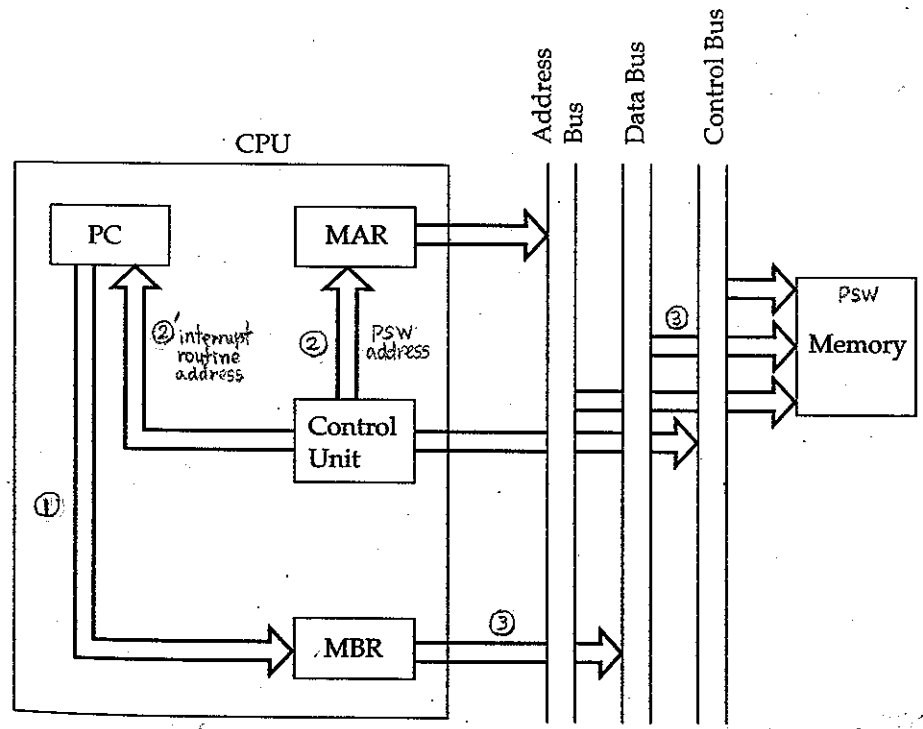 Address
Bus
Data Bus
Control Bus
CPU
PC
MAR
PSW
Memory
③
②' interrupt
routine
address
②
PSW
address
Control
Unit
①
③
MBR